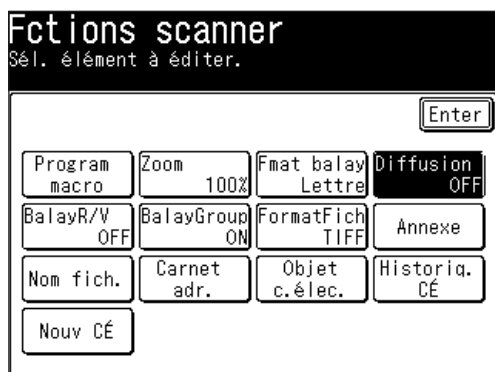 Fctions scanner
Sél. élément à éditer.
Enter
Program macro
Zoom 100%
Fmat balay Lettre
Diffusion OFF
BalayR/V OFF
BalayGroup ON
FormatFich TIFF
Annexe
Nom fich.
Carnet adr.
Objet c.élec.
Historiq. CÉ
Nouv CÉ